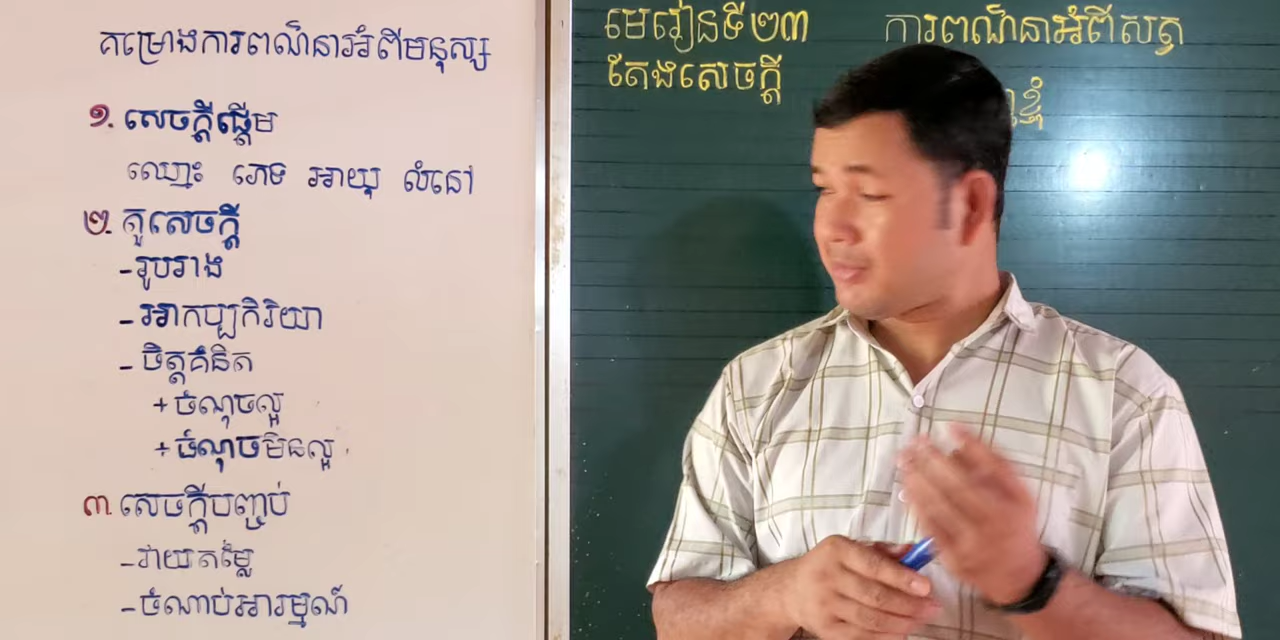 គម្រោងការពណ៌នារអំពីមនុស្ស
១. សេចក្ដីផ្ដើម
ឈ្មោះ ភេទ អាយុ លំនៅ
២. តួសេចក្ដី
- រូបរាង
- អាកប្បកិរិយា
- ចិត្តគំនិត
+ ចំណុចល្អ
+ ចំណុចមិនល្អ
៣. សេចក្ដីបញ្ចប់
- វាយតម្លៃ
- ចំណាប់អារម្មណ៍
មេរៀនទី២៣ ការពណ៌នាអំពីសត្វ
តែងសេចក្ដី